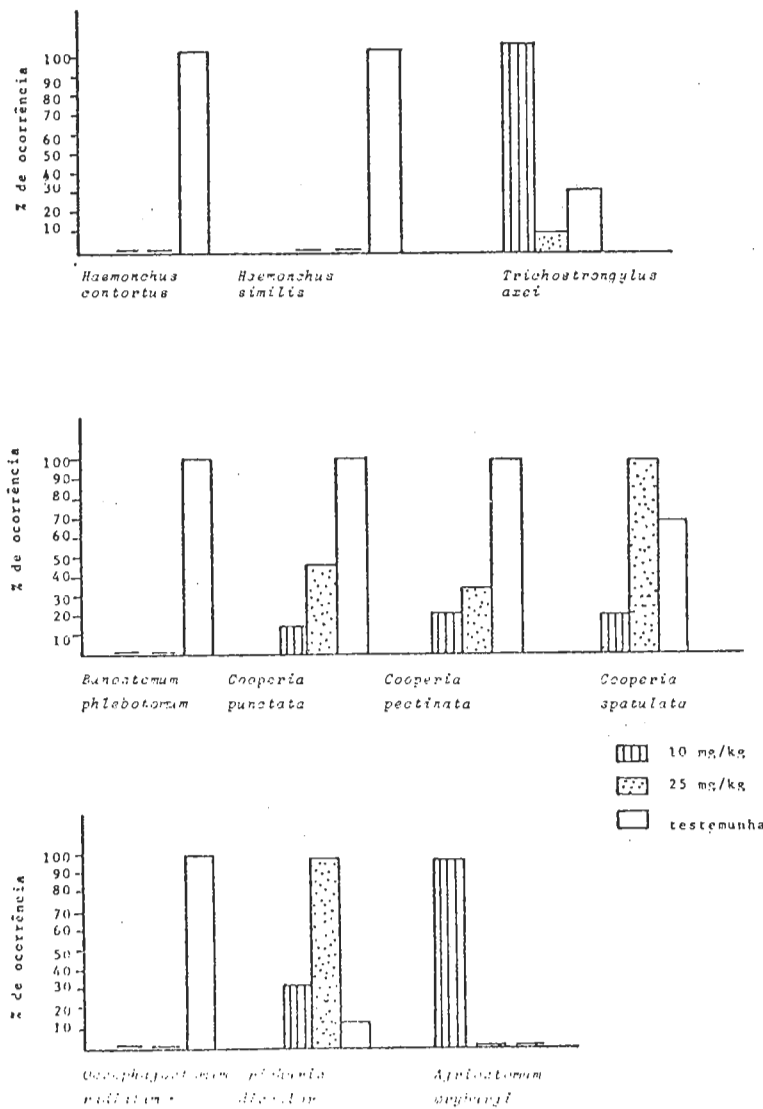 % de ocorrência
100
90
80
70
60
50
40
30
20
10
Haemonchus contortus
Haemonchus similis
Trichostrongylus axei
% de ocorrência
100
90
80
70
60
50
40
30
20
10
phlebotomum
Cooperia punctata
Cooperia pectinata
Cooperia spatulata
10 mg/kg
25 mg/kg
testemunha
% de ocorrência
100
90
80
70
60
50
40
30
20
10